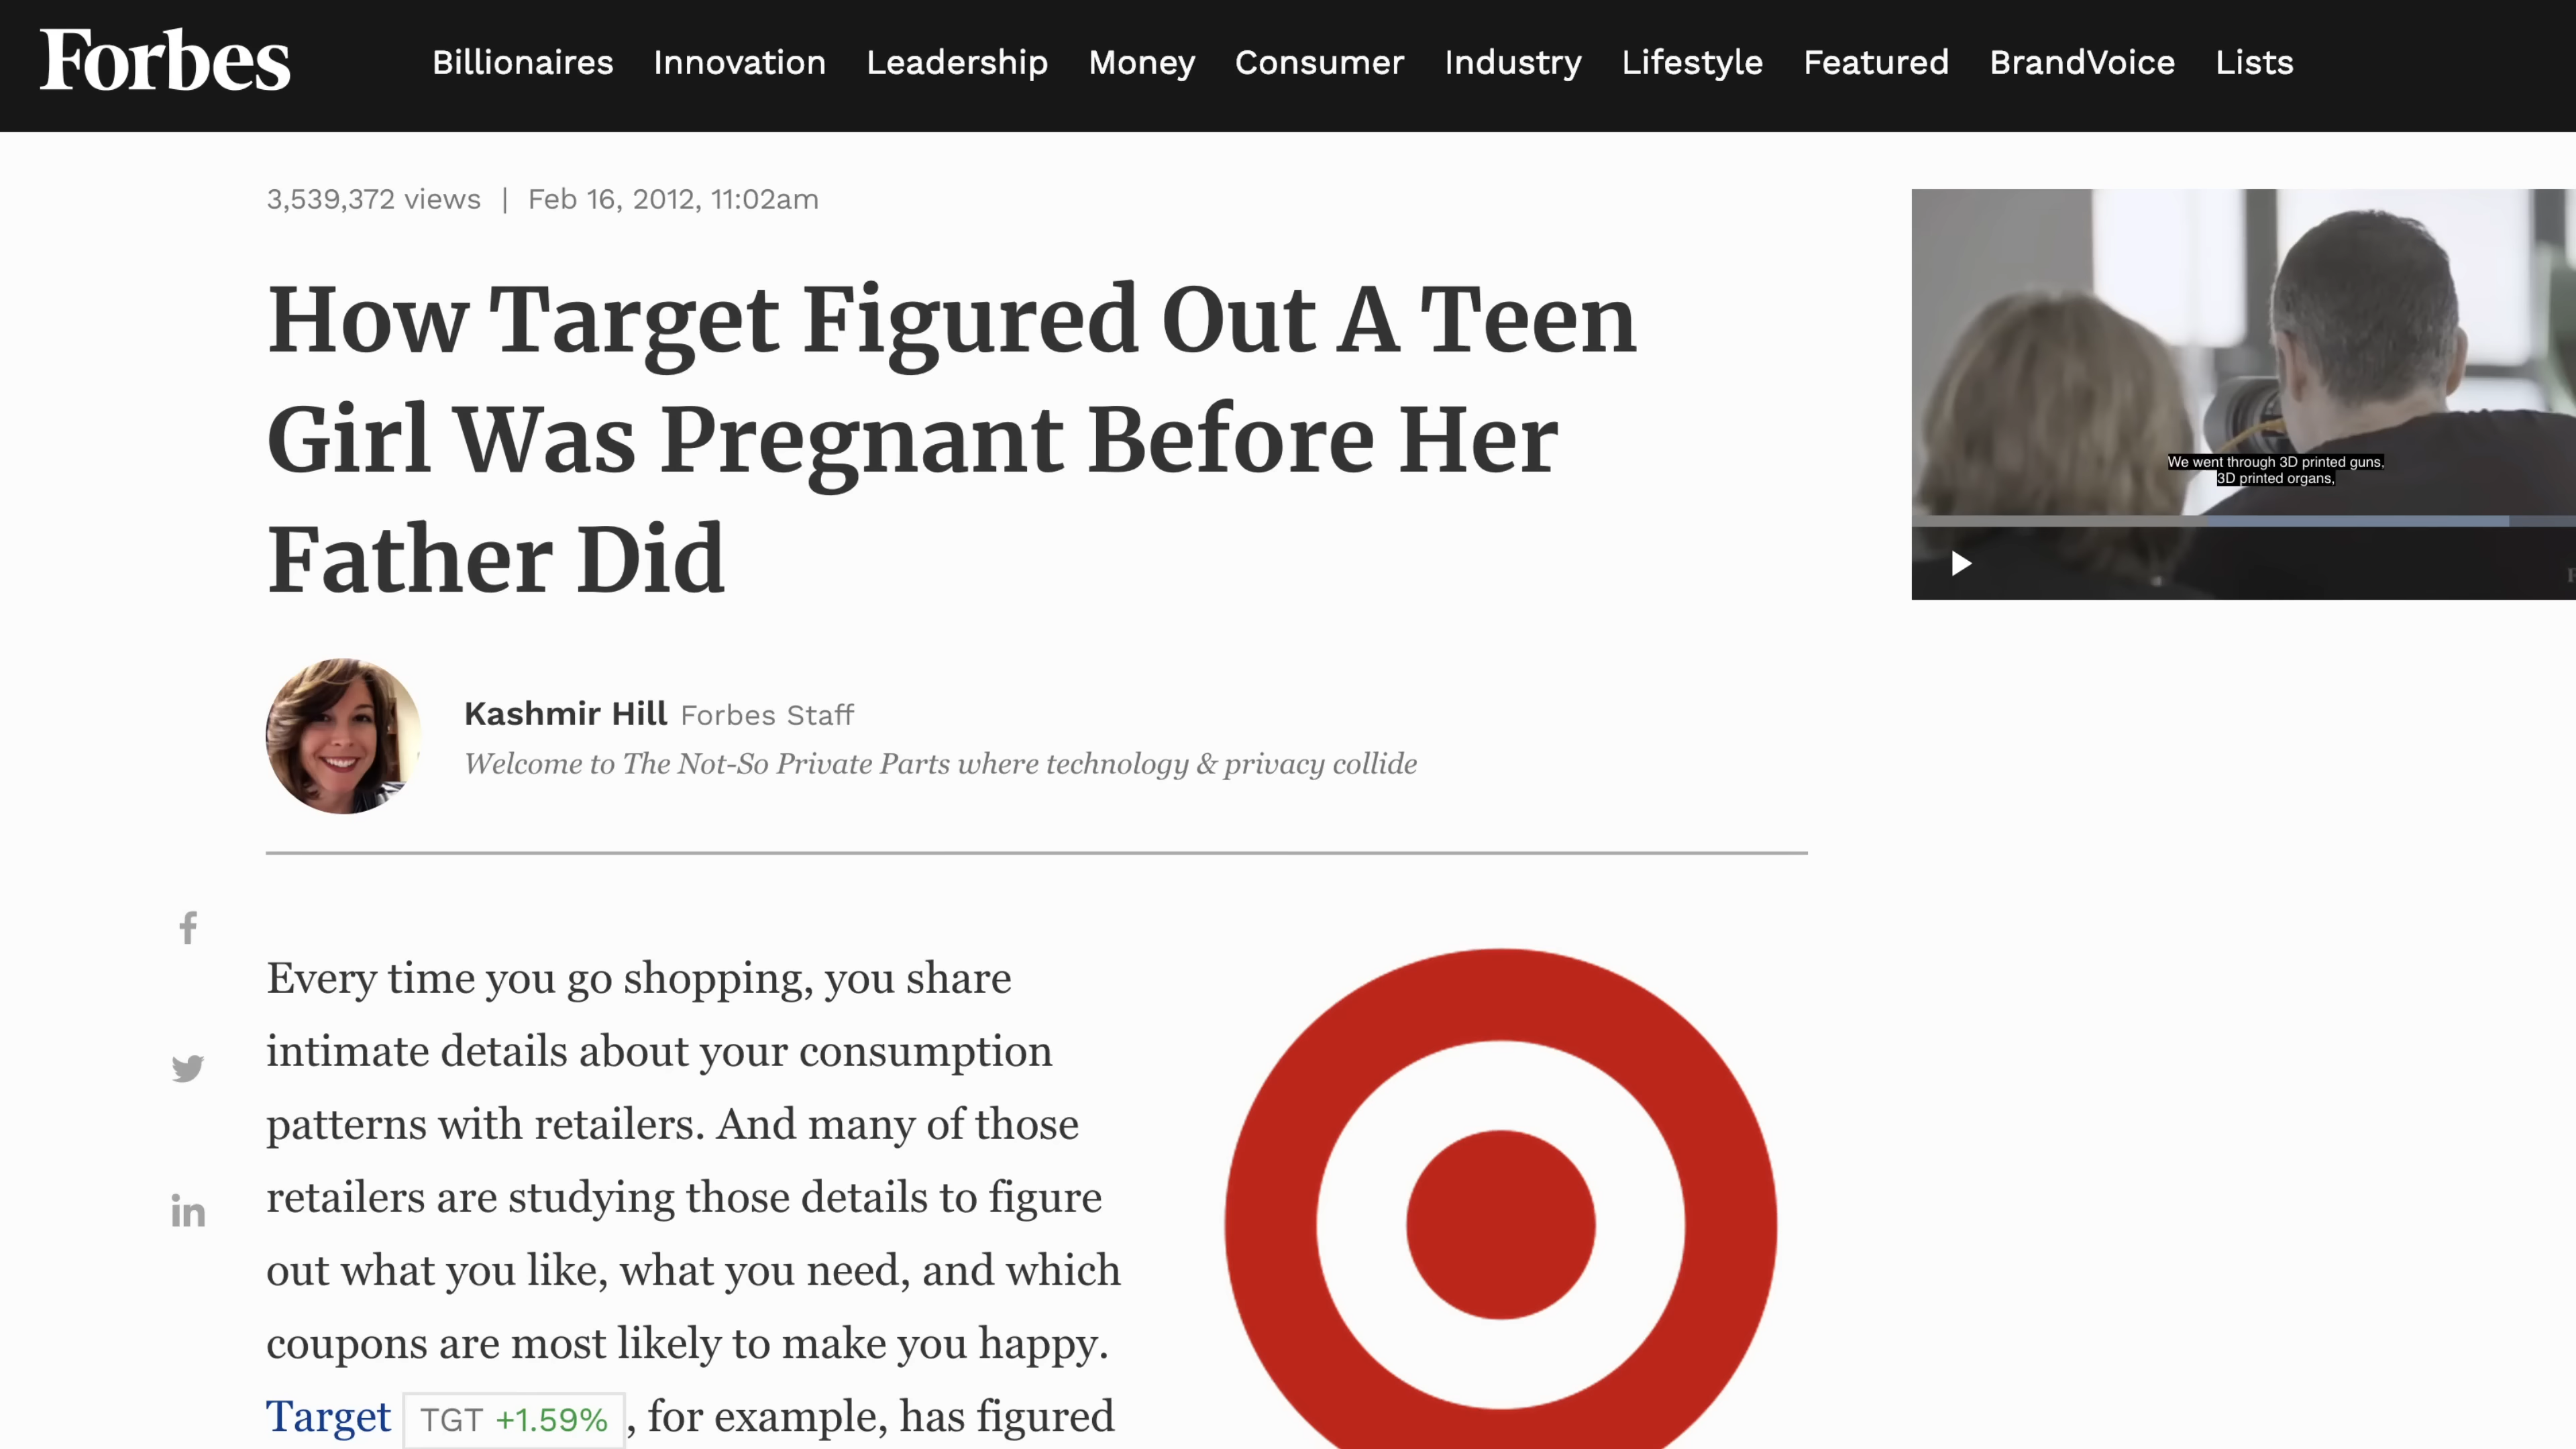 Forbes
Billionaires Innovation Leadership Money Consumer Industry Lifestyle Featured BrandVoice Lists
3,539,372 views | Feb 16, 2012, 11:02am
How Target Figured Out A Teen
Girl Was Pregnant Before Her
Father Did
We went through 3D printed guns,
3D printed organs,
Kashmir Hill Forbes Staff
Welcome to The Not-So Private Parts where technology & privacy collide
Every time you go shopping, you share
intimate details about your consumption
patterns with retailers. And many of those
retailers are studying those details to figure
out what you like, what you need, and which
coupons are most likely to make you happy.
Target TGT +1.59% , for example, has figured